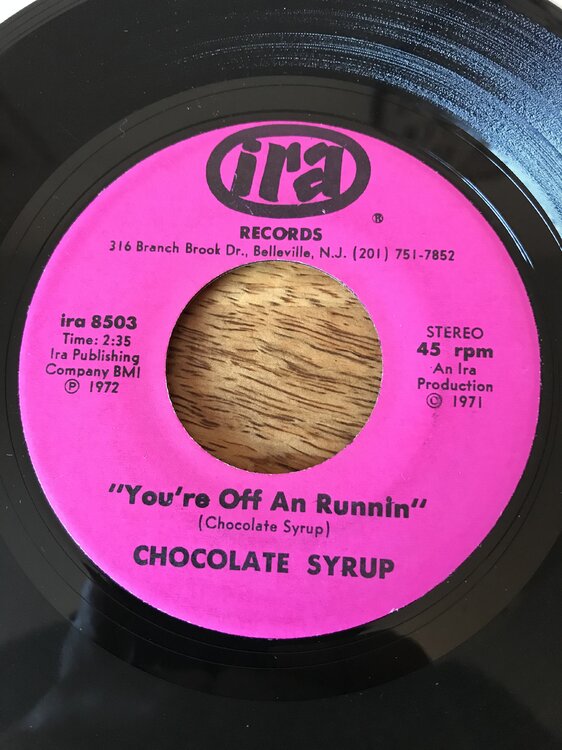 ira
®
RECORDS
316 Branch Brook Dr., Belleville, N.J. (201) 751-7852
ira 8503
Time: 2:35
Ira Publishing
Company BMI
℗ 1972
STEREO
45 rpm
An Ira
Production
© 1971
"You're Off An Runnin"
(Chocolate Syrup)
CHOCOLATE SYRUP